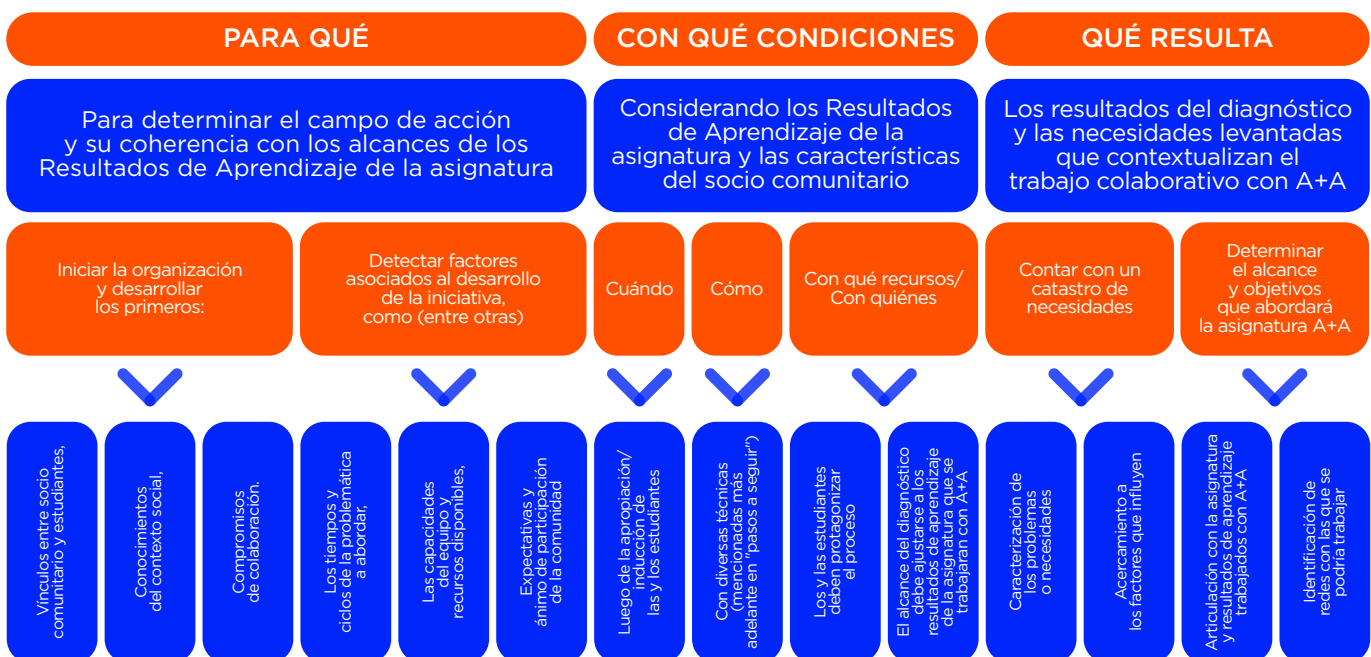 PARA QUÉ
CON QUÉ CONDICIONES
QUÉ RESULTA
Para determinar el campo de acción
y su coherencia con los alcances de los
Resultados de Aprendizaje de la asignatura
Considerando los Resultados
de Aprendizaje de la
asignatura y las características
del socio comunitario
Los resultados del diagnóstico
y las necesidades levantadas
que contextualizan el
trabajo colaborativo con A+A
Iniciar la organización
y desarrollar
los primeros:
Detectar factores
asociados al desarrollo
de la iniciativa,
como (entre otras)
Cuándo
Cómo
Con qué recursos/
Con quiénes
Contar con un
catastro de
necesidades
Determinar
el alcance
y objetivos
que abordará
la asignatura A+A
Vínculos entre socio
comunitario y estudiantes,
Conocimientos
del contexto social,
Compromisos
de colaboración.
Los tiempos y
ciclos de la problemática
a abordar,
Las capacidades
del equipo y
recursos disponibles,
Expectativas y
ánimo de participación
de la comunidad
Luego de la apropiación/
inducción de
las y los estudiantes
Con diversas técnicas
(mencionadas más
adelante en "pasos a seguir")
Los y las estudiantes
deben protagonizar
el proceso
El alcance del diagnóstico
debe ajustarse a los
resultados de aprendizaje
de la asignatura que se
trabajaran con A+A
Caracterización de
los problemas
o necesidades
Acercamiento a
los factores que influyen
Articulación con la asignatura
y resultados de aprendizaje
trabajados con A+A
Identificación de
redes con las que se
podría trabajar